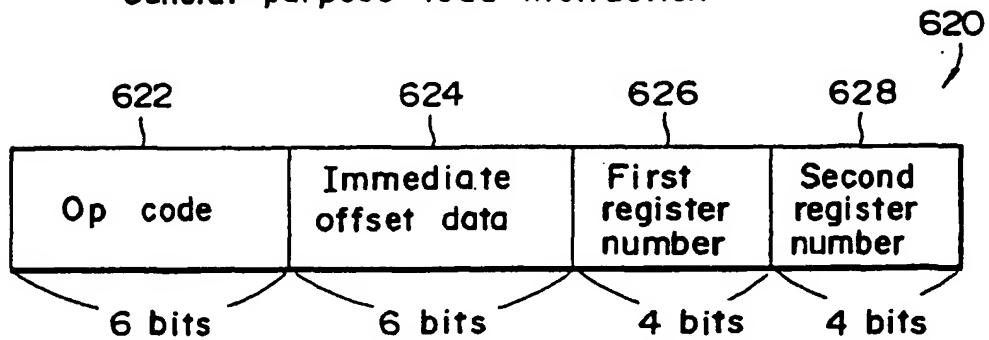 purpose
620
622 624 626 628
Op code
Immediate
offset data
First
register
number
Second
register
number
6 bits 6 bits 4 bits 4 bits